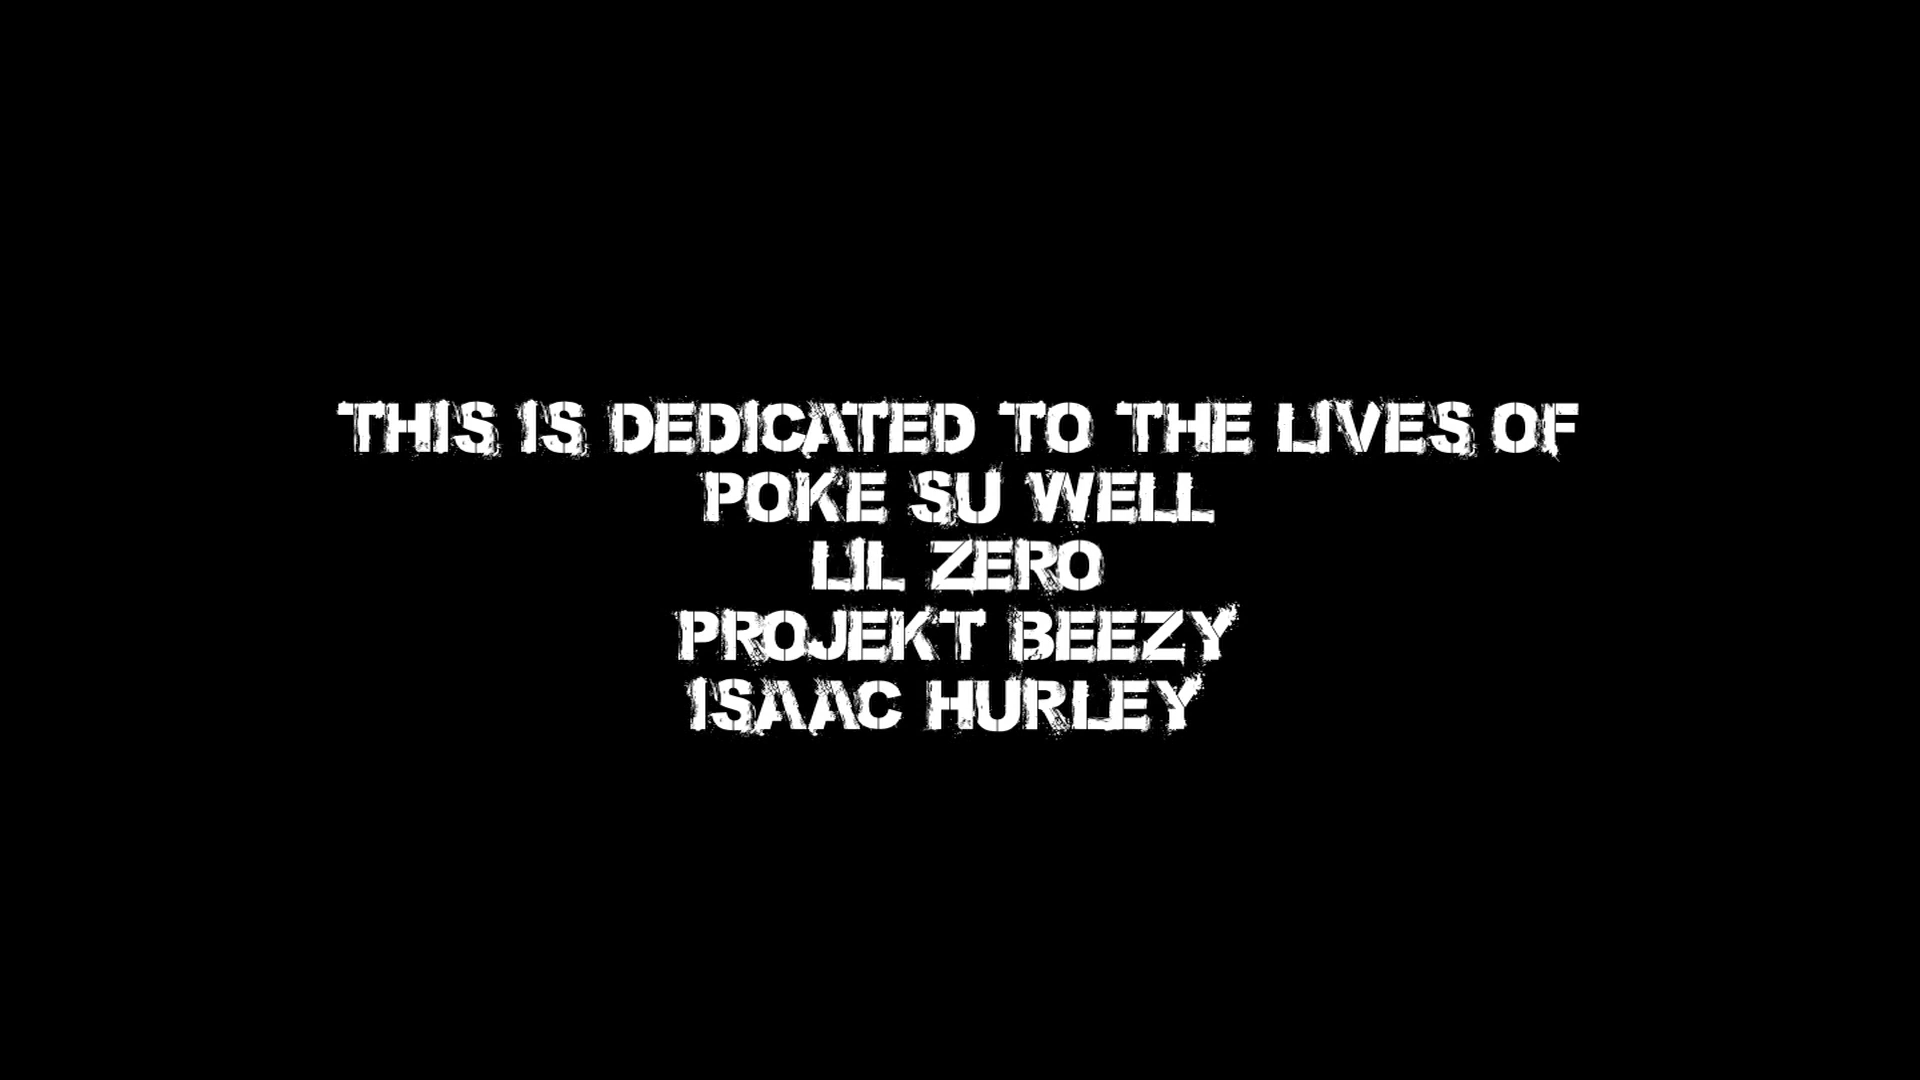 THIS IS DEDICATED TO THE LIVES OF
POKE SU WELL
LIL ZERO
PROJEKT BEEZY
ISAAC HURLEY